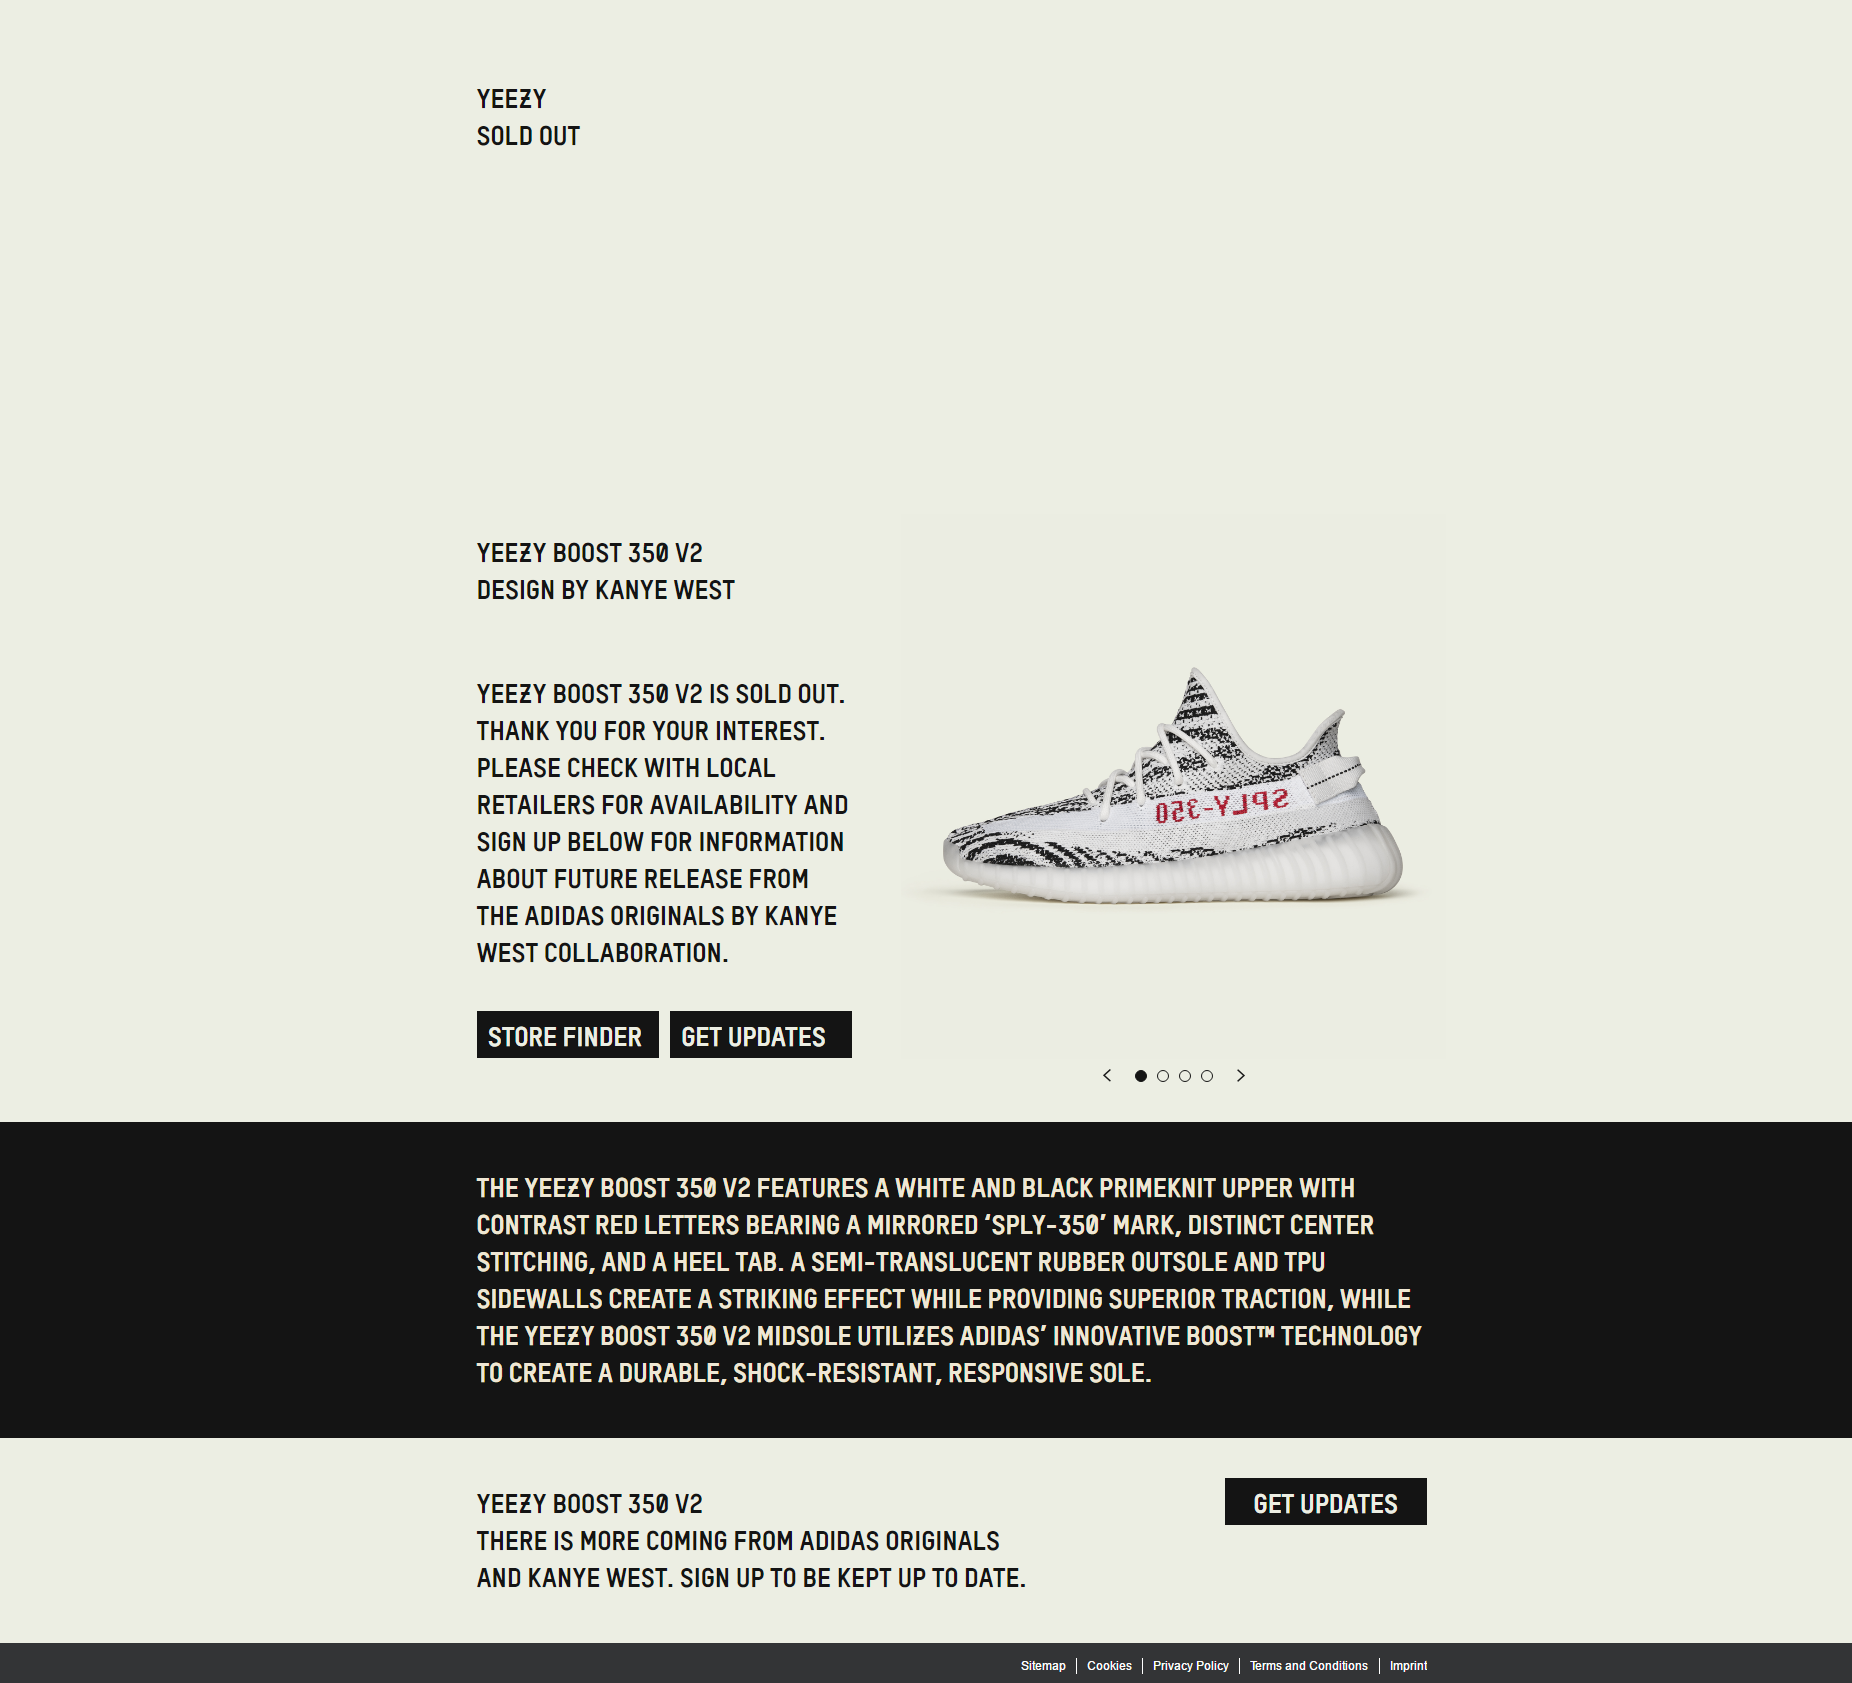 YEEZY
SOLD OUT
YEEZY BOOST 350 V2
DESIGN BY KANYE WEST
YEEZY BOOST 350 V2 IS SOLD OUT.
THANK YOU FOR YOUR INTEREST.
PLEASE CHECK WITH LOCAL
RETAILERS FOR AVAILABILITY AND
SIGN UP BELOW FOR INFORMATION
ABOUT FUTURE RELEASE FROM
THE ADIDAS ORIGINALS BY KANYE
WEST COLLABORATION.
STORE FINDER
GET UPDATES
SPLY-350
THE YEEZY BOOST 350 V2 FEATURES A WHITE AND BLACK PRIMEKNIT UPPER WITH
CONTRAST RED LETTERS BEARING A MIRRORED ‘SPLY-350’ MARK, DISTINCT CENTER
STITCHING, AND A HEEL TAB. A SEMI-TRANSLUCENT RUBBER OUTSOLE AND TPU
SIDEWALLS CREATE A STRIKING EFFECT WHILE PROVIDING SUPERIOR TRACTION, WHILE
THE YEEZY BOOST 350 V2 MIDSOLE UTILIZES ADIDAS’ INNOVATIVE BOOST™ TECHNOLOGY
TO CREATE A DURABLE, SHOCK-RESISTANT, RESPONSIVE SOLE.
YEEZY BOOST 350 V2
THERE IS MORE COMING FROM ADIDAS ORIGINALS
AND KANYE WEST. SIGN UP TO BE KEPT UP TO DATE.
GET UPDATES
Sitemap
Cookies
Privacy Policy
Terms and Conditions
Imprint